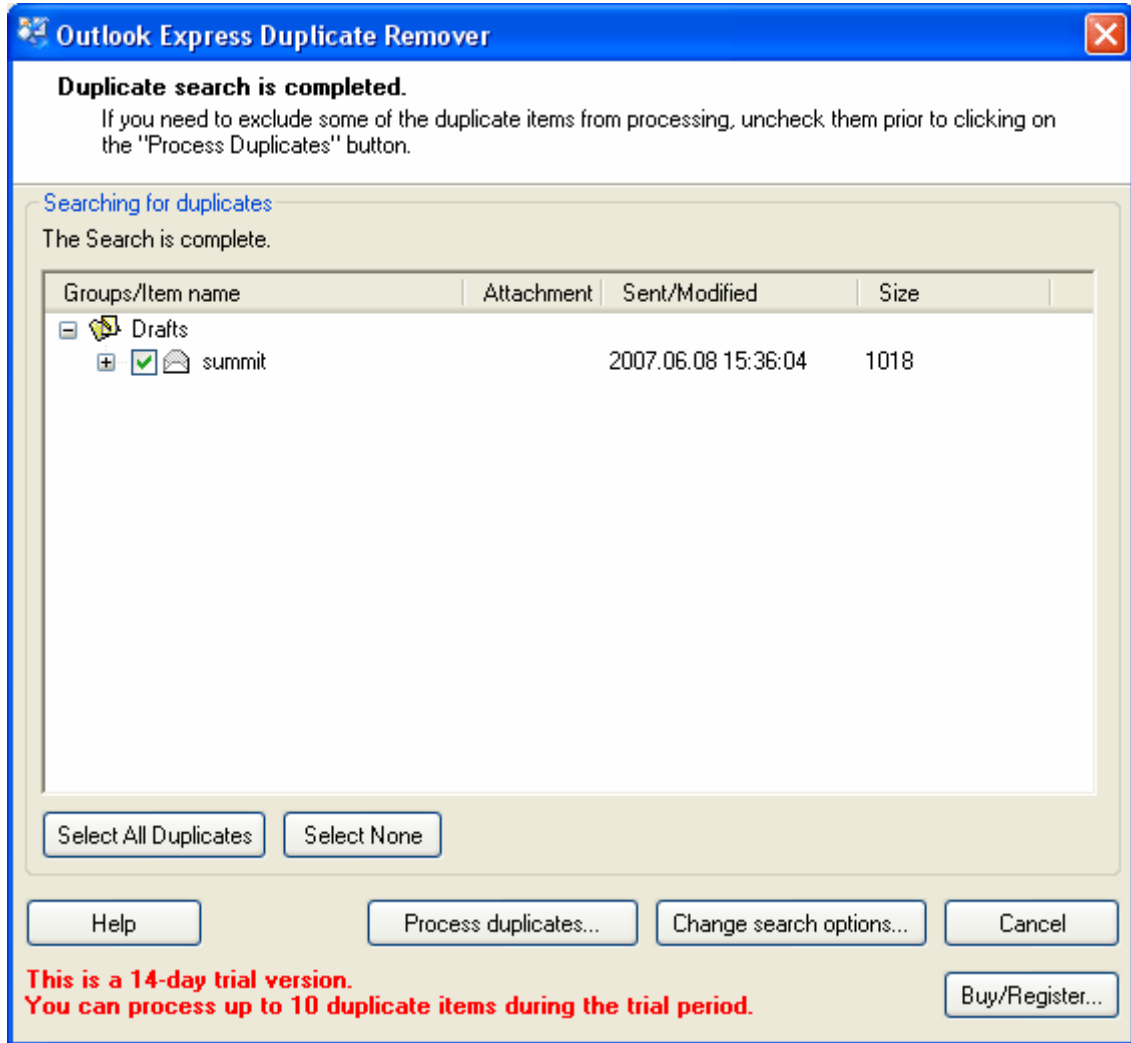 Outlook Express Duplicate Remover
Duplicate search is completed.
If you need to exclude some of the duplicate items from processing, uncheck them prior to clicking on
the "Process Duplicates" button.
Searching for duplicates
The Search is complete.
Groups/Item name Attachment Sent/Modified Size
Drafts
summit 2007.06.08 15:36:04 1018
Select All Duplicates Select None
Help Process duplicates... Change search options... Cancel
This is a 14-day trial version.
You can process up to 10 duplicate items during the trial period.
Buy/Register...